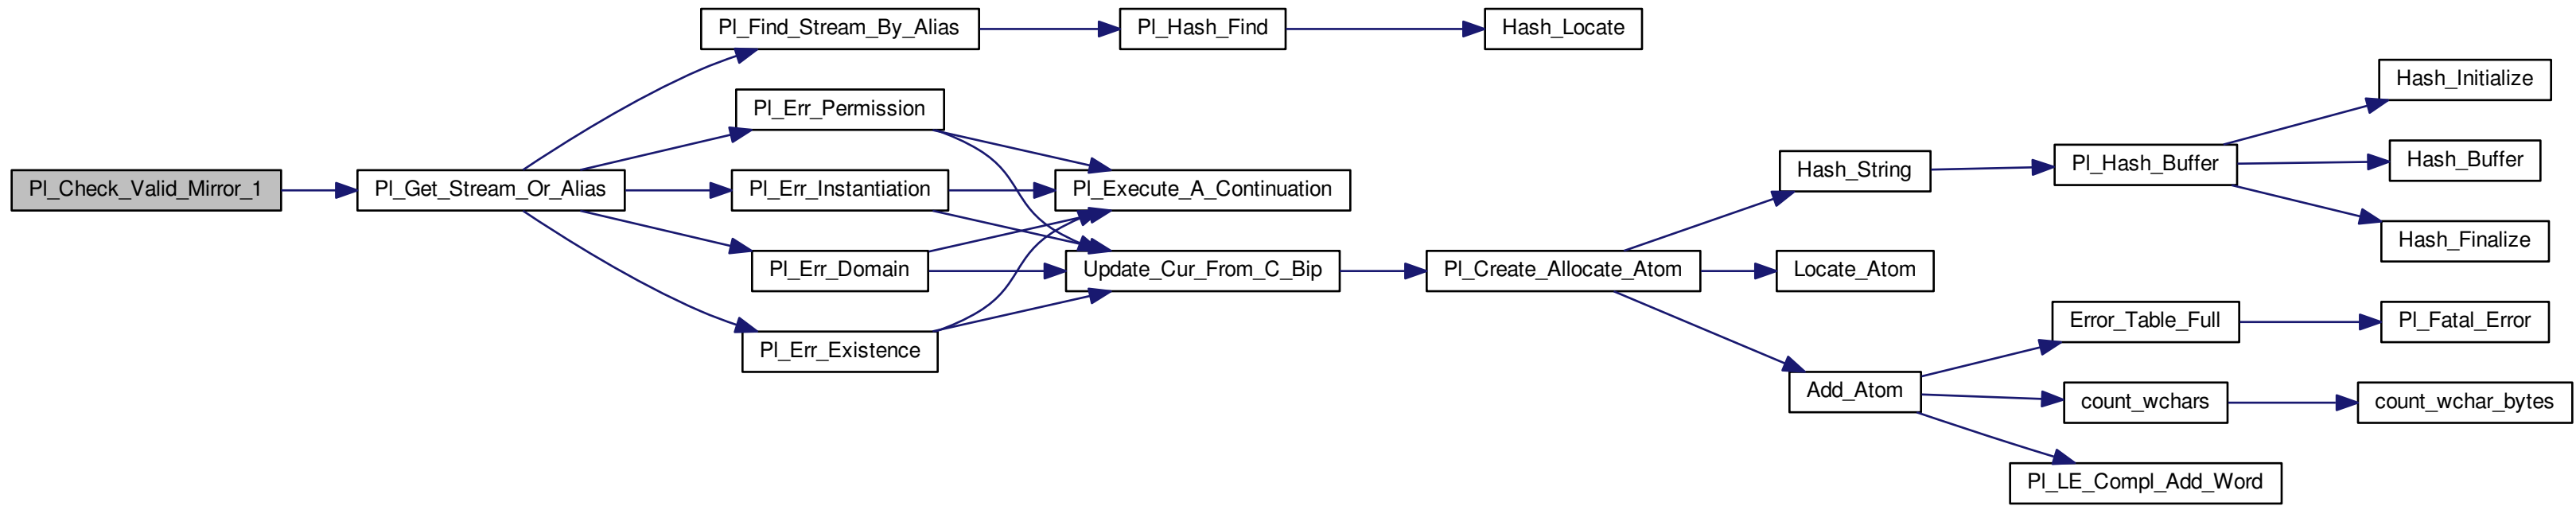 Pl_Check_Valid_Mirror_1
Pl_Get_Stream_Or_Alias
Pl_Find_Stream_By_Alias
Pl_Hash_Find
Hash_Locate
Pl_Err_Permission
Pl_Err_Instantiation
Pl_Err_Domain
Pl_Err_Existence
Pl_Execute_A_Continuation
Update_Cur_From_C_Bip
Pl_Create_Allocate_Atom
Hash_String
Locate_Atom
Add_Atom
Pl_Hash_Buffer
Hash_Initialize
Hash_Buffer
Hash_Finalize
Error_Table_Full
Pl_Fatal_Error
count_wchars
count_wchar_bytes
Pl_LE_Compl_Add_Word